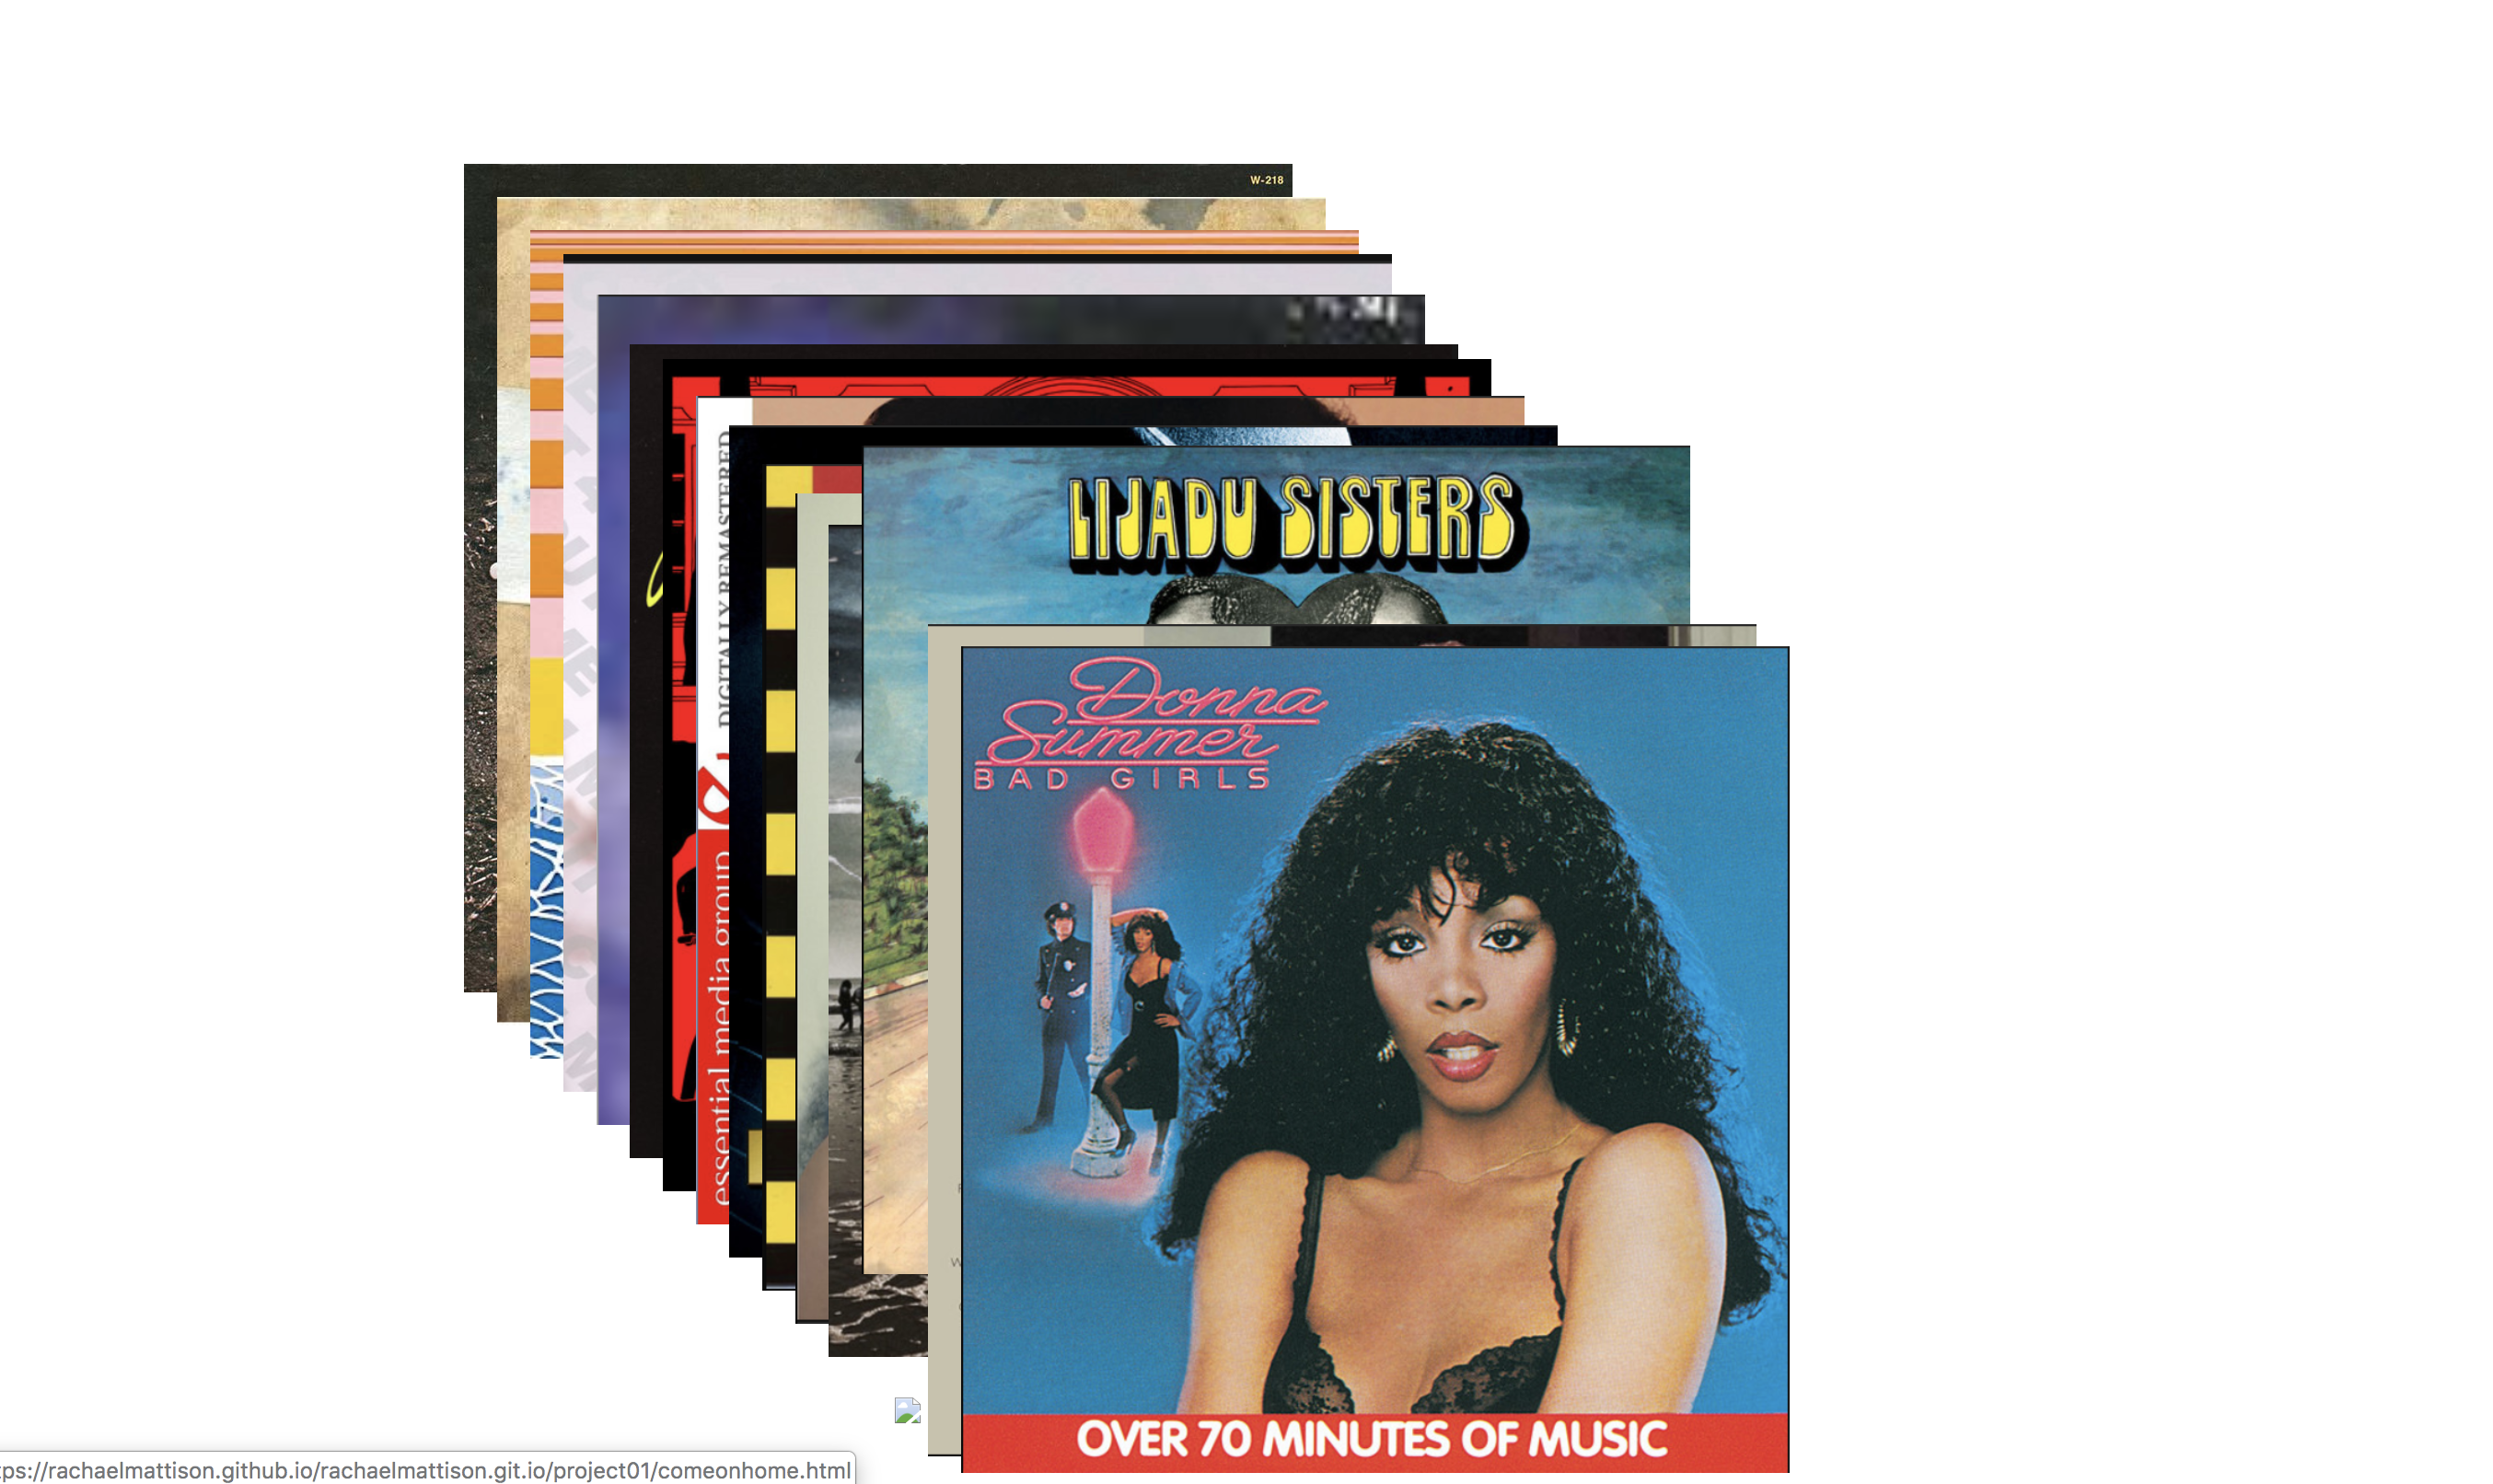 W-218
DIGITALLY REMASTERED
essential media group
LIJADU SISTERS
Donna
Summer
BAD GIRLS
OVER 70 MINUTES OF MUSIC
tps://rachaelmattison.github.io/rachaelmattison.git.io/project01/comeonhome.html